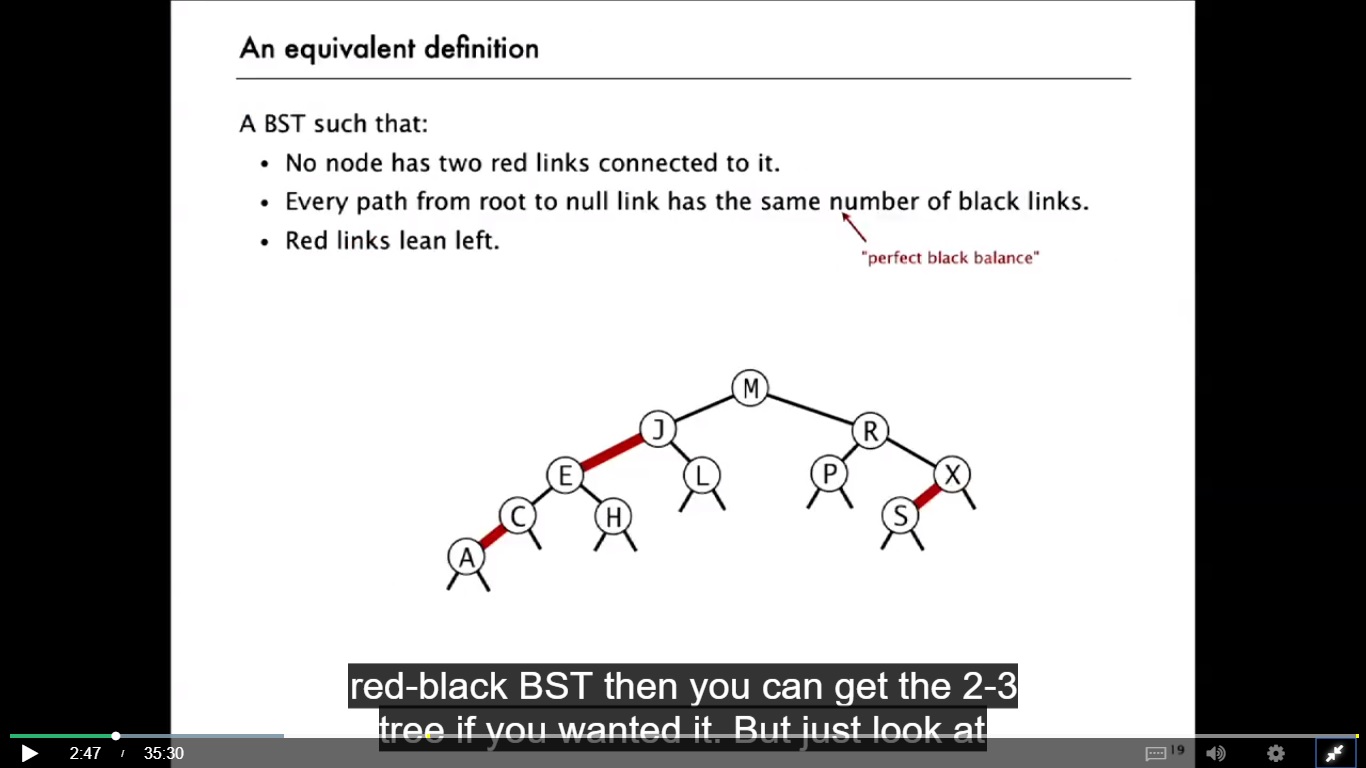 An equivalent definition
A BST such that:
• No node has two red links connected to it.
• Every path from root to null link has the same number of black links.
• Red links lean left.
"perfect black balance"
M
J
R
E
L
P
X
C
H
S
A
red-black BST then you can get the 2-3
tree if you wanted it. But just look at
2:47 / 35:30
19